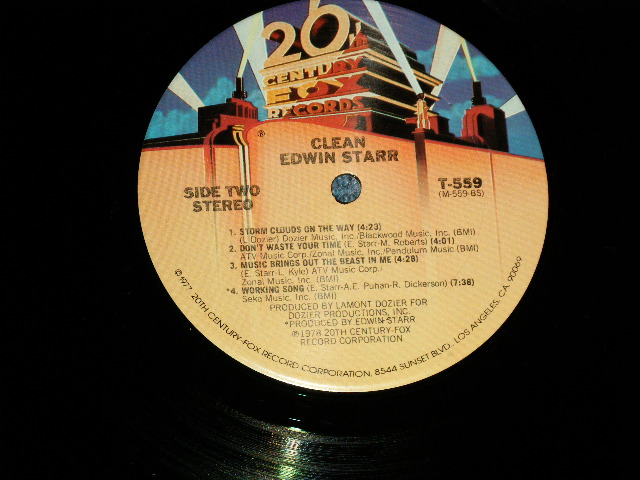 20th
CENTURY
FOX
RECORDS
®
CLEAN
EDWIN STARR
SIDE TWO
STEREO
T-559
(M-559-BS)
1. STORM CLOUDS ON THE WAY (4:23)
(L. Dozier) Dozier Music, Inc./Blackwood Music, Inc. (BMI)
2. DON'T WASTE YOUR TIME (E. Starr-M. Roberts) (4:01)
ATV Music Corp./Zonal Music, Inc./Pendulum Music (BMI)
3. MUSIC BRINGS OUT THE BEAST IN ME (4:28)
(E. Starr-L. Kyle) ATV Music Corp./
Zonal Music, Inc. (BMI)
*4. WORKING SONG (E. Starr-A.E. Puhan-R. Dickerson) (7:38)
Seko Music, Inc. (BMI)
PRODUCED BY LAMONT DOZIER FOR
DOZIER PRODUCTIONS, INC.
*PRODUCED BY EDWIN STARR
℗1978 20TH CENTURY-FOX
RECORD CORPORATION
©1977 20TH CENTURY-FOX RECORD CORPORATION, 8544 SUNSET BLVD., LOS ANGELES, CA. 90069